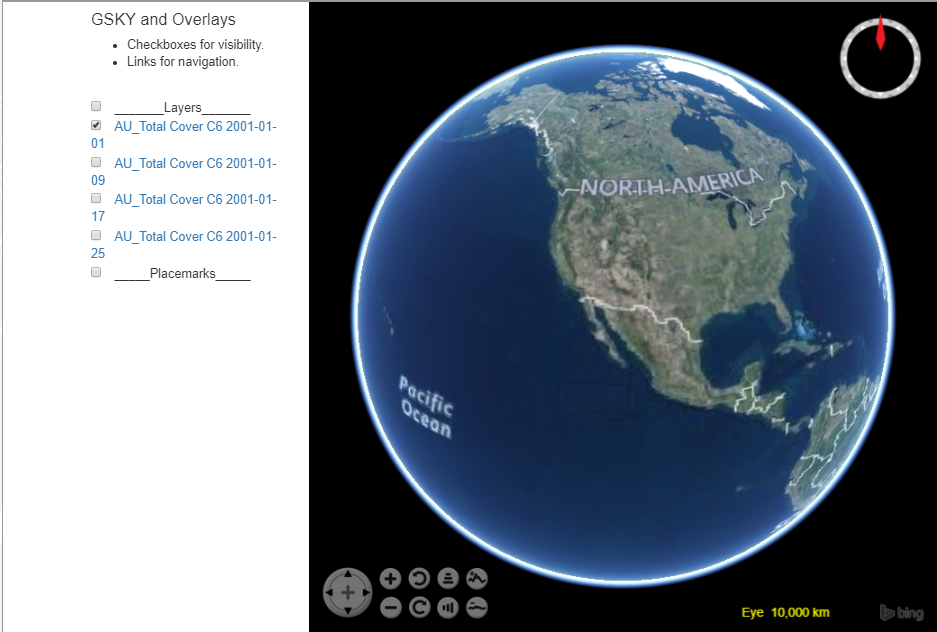 GSKY and Overlays
Checkboxes for visibility.
Links for navigation.
_______Layers_______
AU_Total Cover C6 2001-01-
01
AU_Total Cover C6 2001-01-
09
AU_Total Cover C6 2001-01-
17
AU_Total Cover C6 2001-01-
25
_____Placemarks_____
NORTH AMERICA
Pacific
Ocean
Eye 10,000 km
bing